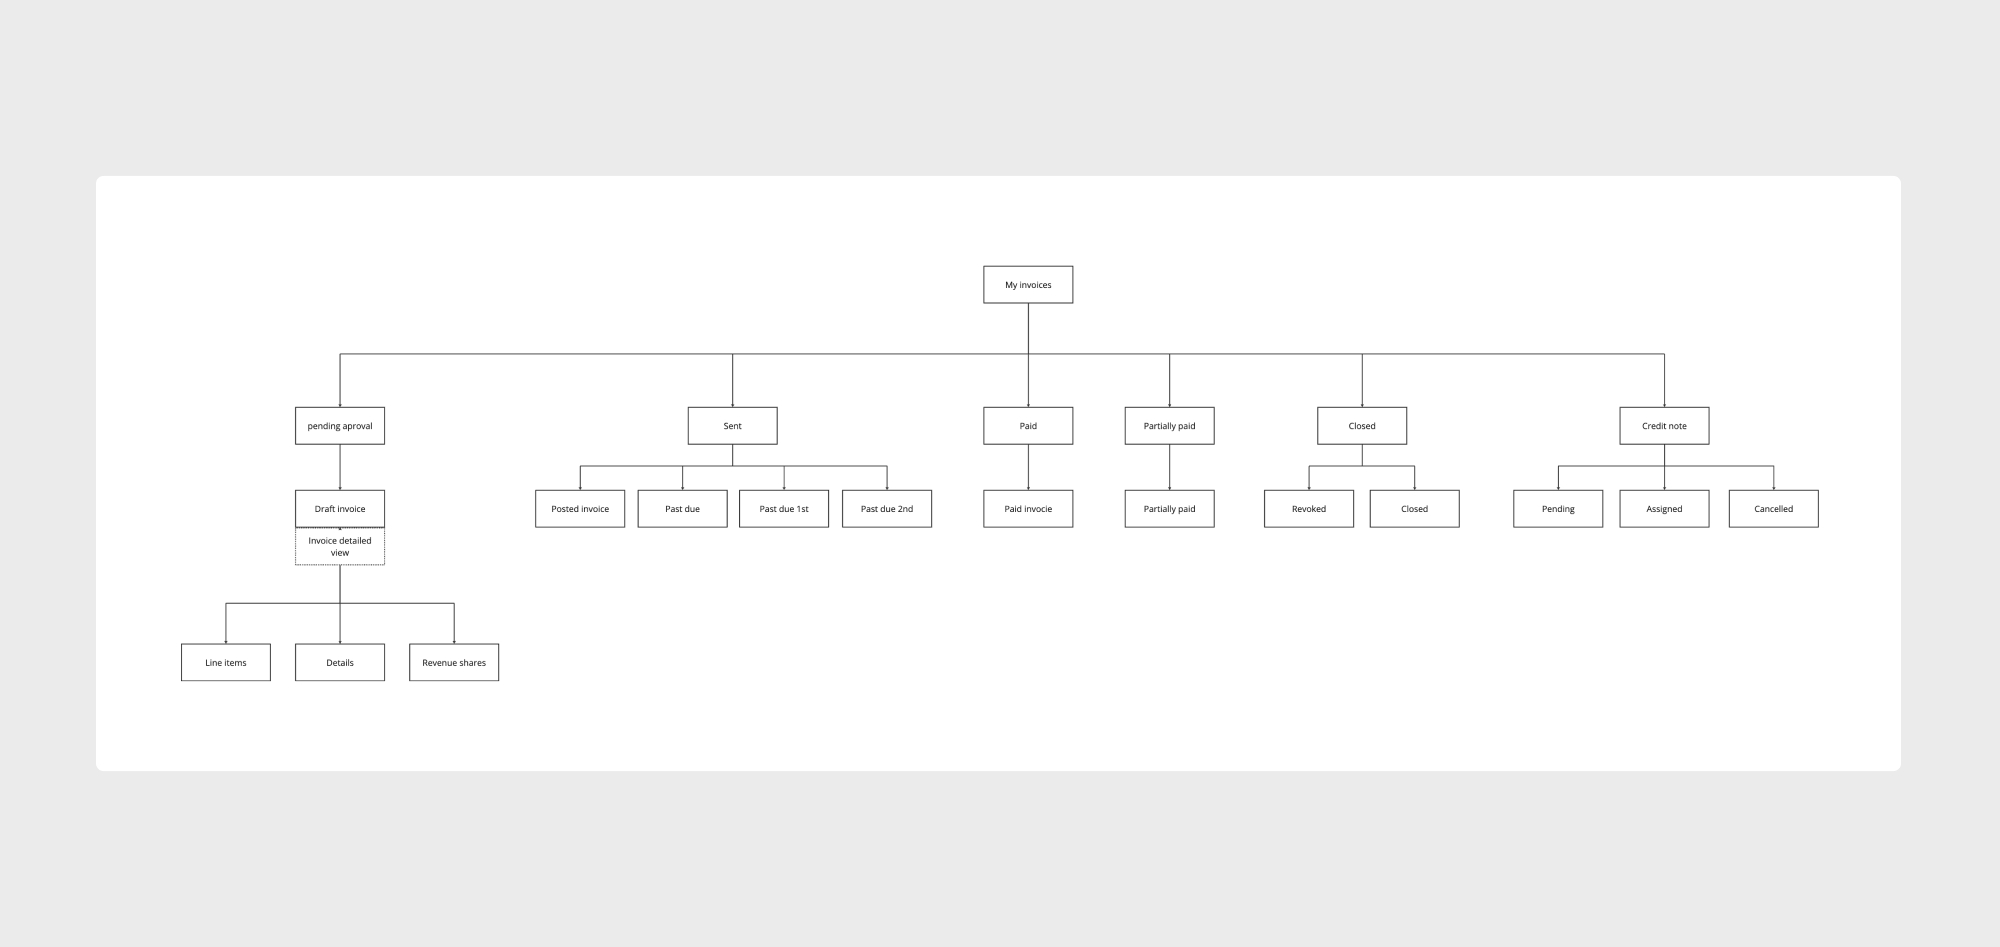 My invoices
pending aproval
Sent
Paid
Partially paid
Closed
Credit note
Draft invoice
Posted invoice
Past due
Past due 1st
Past due 2nd
Paid invocie
Partially paid
Revoked
Closed
Pending
Assigned
Cancelled
Invoice detailed
view
Line items
Details
Revenue shares